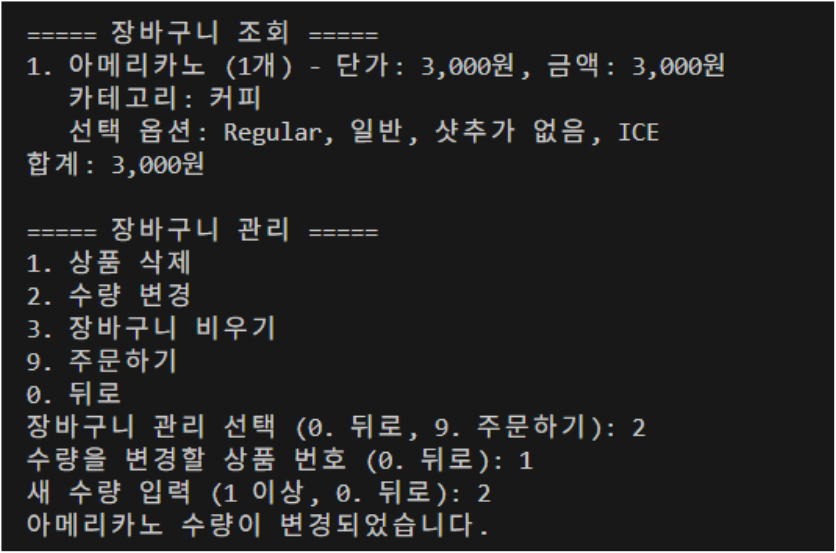 ===== 장바구니 조회 =====
1. 아메리카노 (1개) - 단가: 3,000원, 금액: 3,000원
카테고리: 커피
선택 옵션: Regular, 일반, 샷추가 없음, ICE
합계: 3,000원
===== 장바구니 관리 =====
1. 상품 삭제
2. 수량 변경
3. 장바구니 비우기
9. 주문하기
0. 뒤로
장바구니 관리 선택 (0. 뒤로, 9. 주문하기): 2
수량을 변경할 상품 번호 (0. 뒤로): 1
새 수량 입력 (1 이상, 0. 뒤로): 2
아메리카노 수량이 변경되었습니다.